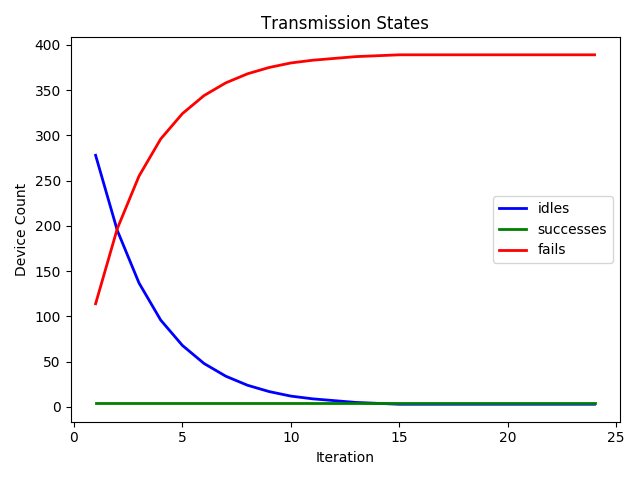 Transmission States
Device Count
400
350
300
250
200
150
100
50
0
idles
successes
fails
0 5 10 15 20 25
Iteration